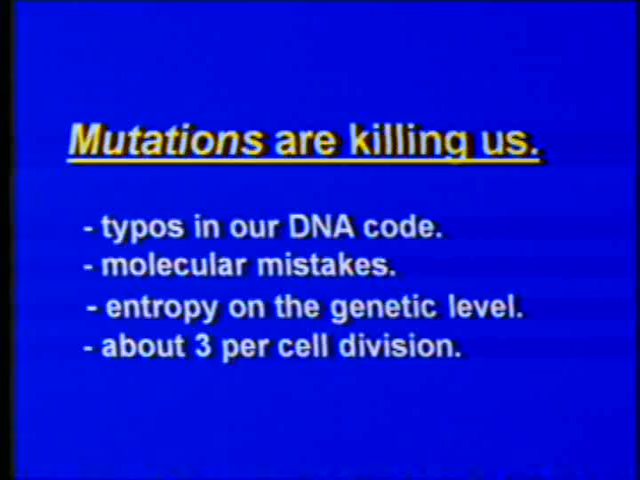 Mutations are killing us.
- typos in our DNA code.
- molecular mistakes.
- entropy on the genetic level.
- about 3 per cell division.